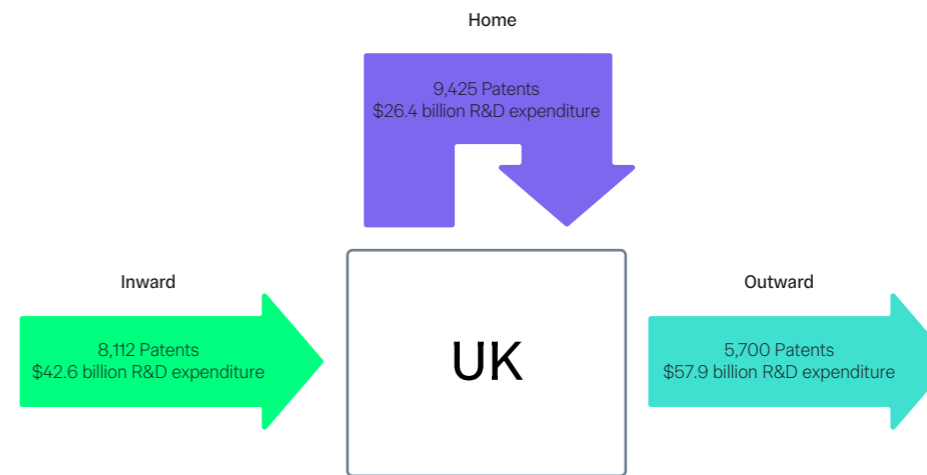 Home
9,425 Patents
$26.4 billion R&D expenditure
Inward
8,112 Patents
$42.6 billion R&D expenditure
UK
Outward
5,700 Patents
$57.9 billion R&D expenditure